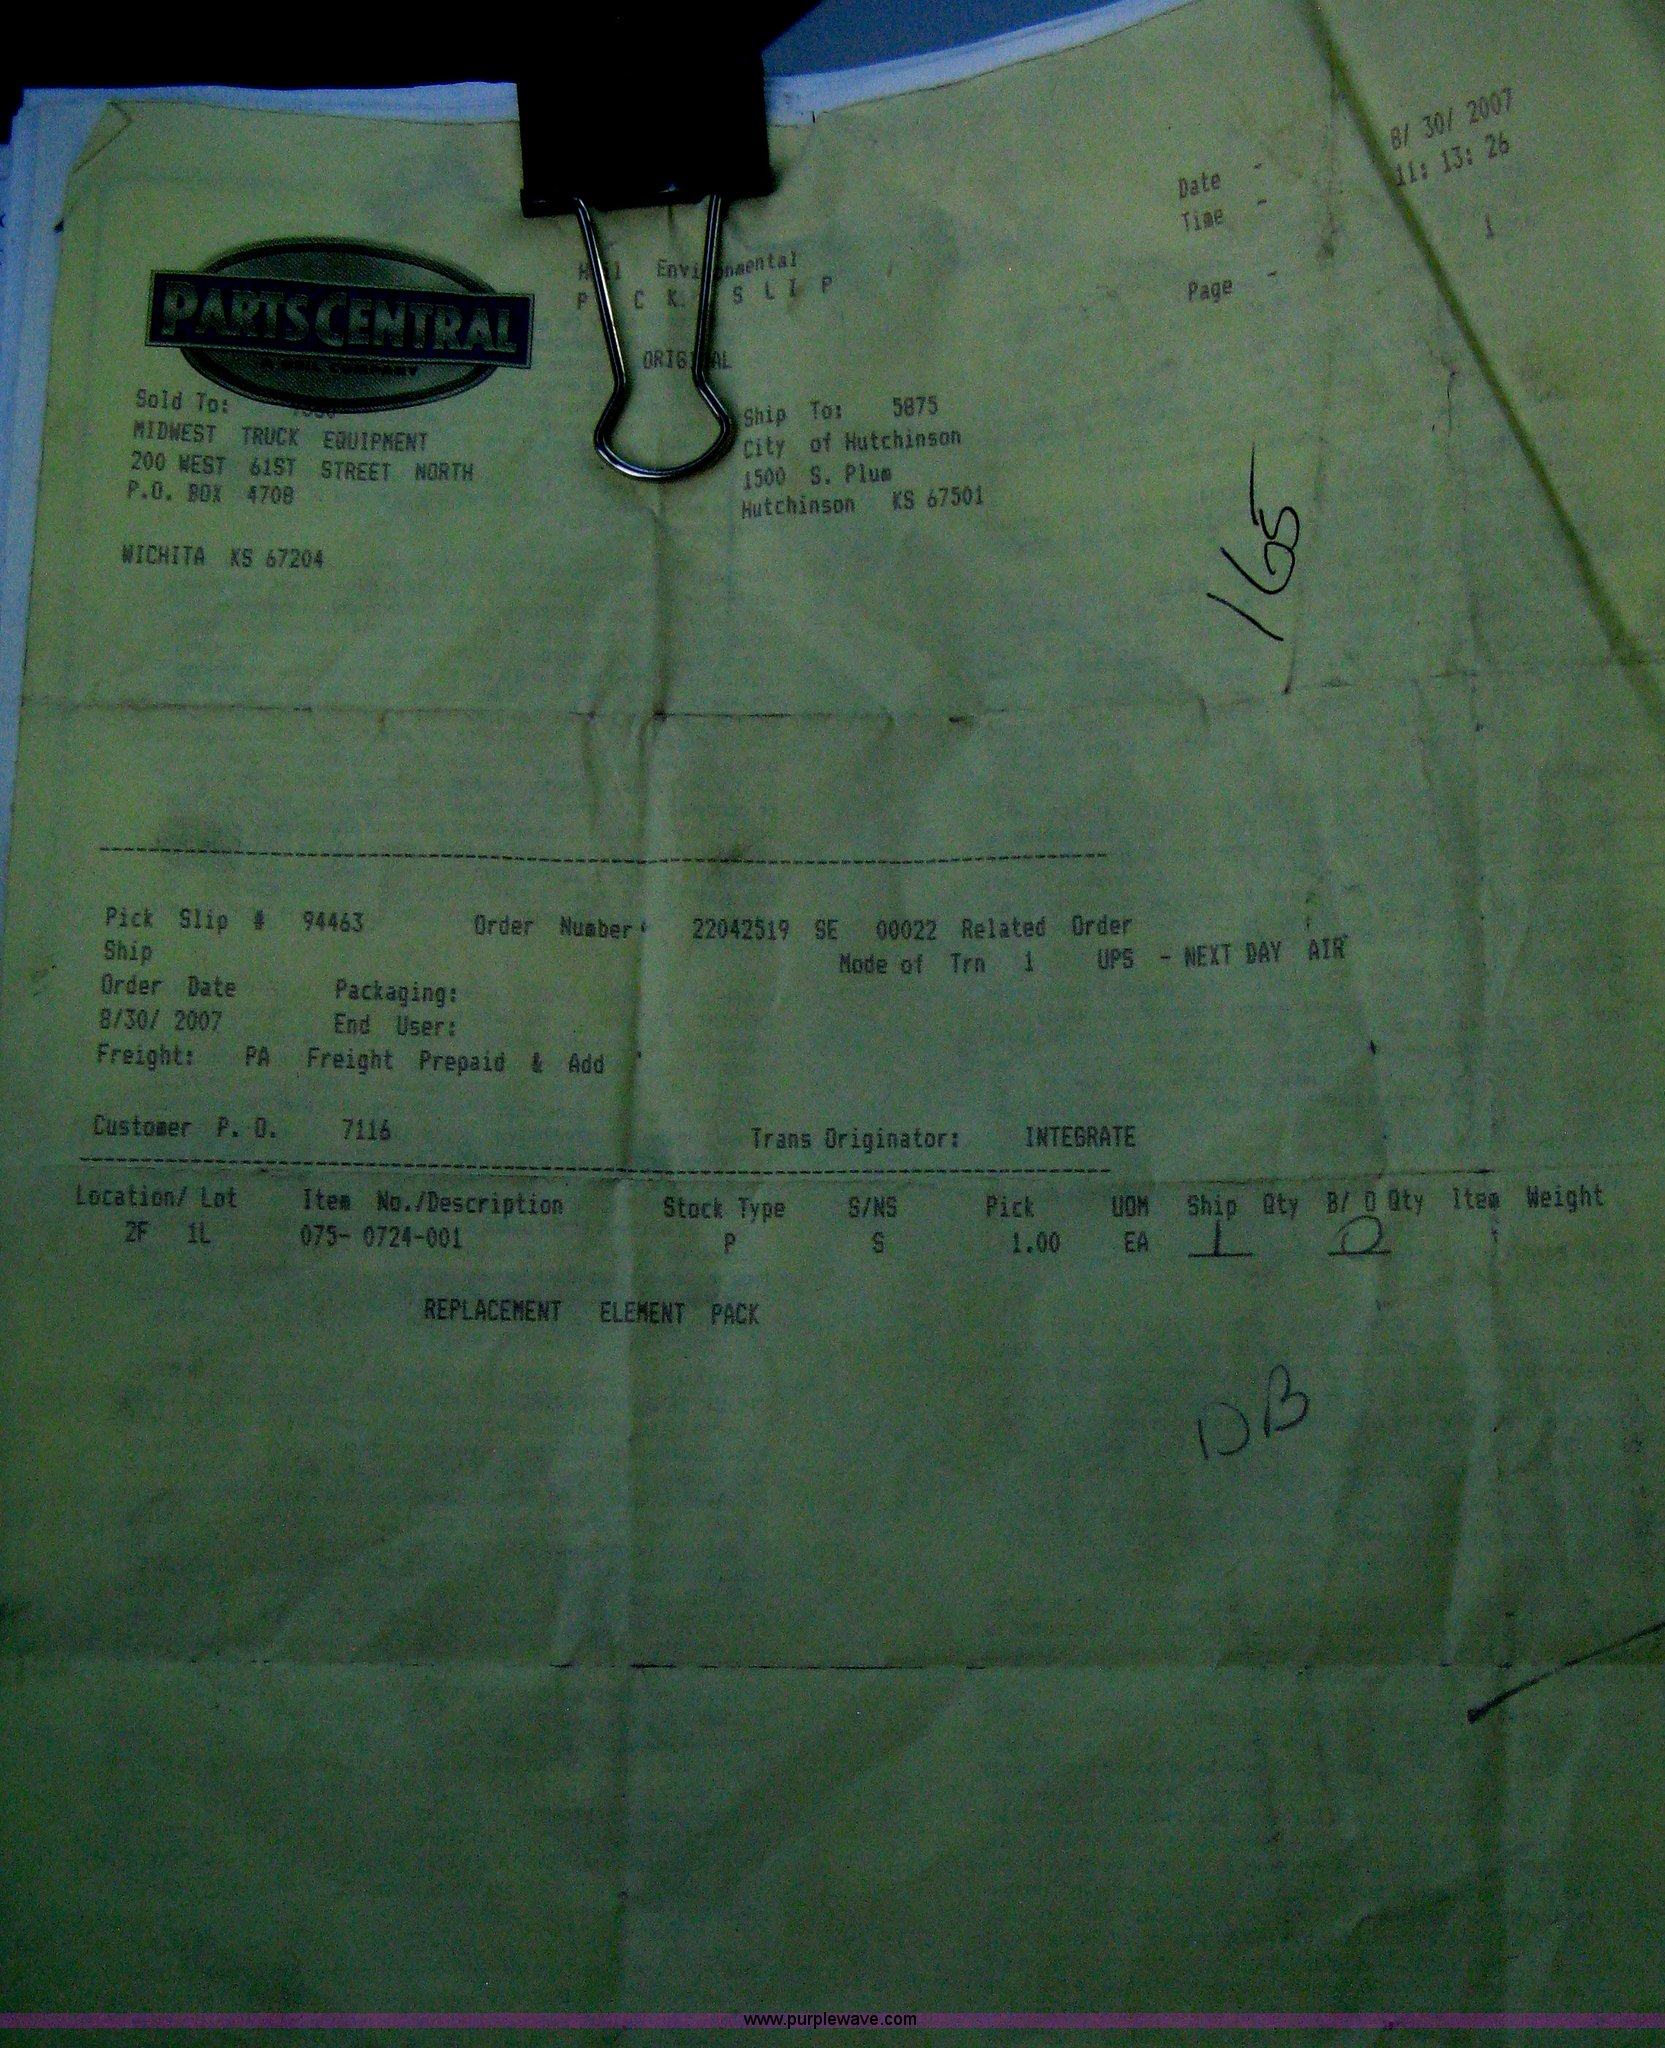 8/ 30/ 2007
Date -
11: 13: 26
Time -
1
Page -
PARTS CENTRAL
Environmental
P C K S L I P
ORIGINAL
Sold To:
MIDWEST TRUCK EQUIPMENT
200 WEST 61ST STREET NORTH
P.O. BOX 4708
WICHITA KS 67204
Ship To: 5875
City of Hutchinson
1500 S. Plum
Hutchinson KS 67501
165
Pick Slip # 94463 Order Number: 22042519 SE 00022 Related Order
Ship Mode of Trn 1 UPS - NEXT DAY AIR
Order Date Packaging:
8/30/ 2007 End User:
Freight: PA Freight Prepaid & Add
Customer P. O. 7116 Trans Originator: INTEGRATE
Location/ Lot Item No./Description Stock Type S/NS Pick UOM Ship Qty B/ O Qty Item Weight
2F 1L 075- 0724-001 P S 1.00 EA 1 0
REPLACEMENT ELEMENT PACK
DB
www.purplewave.com